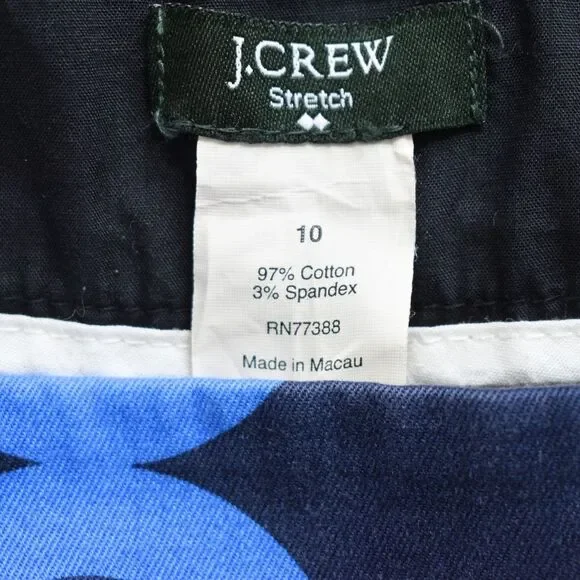 J.CREW
Stretch
10
97% Cotton
3% Spandex
RN77388
Made in Macau